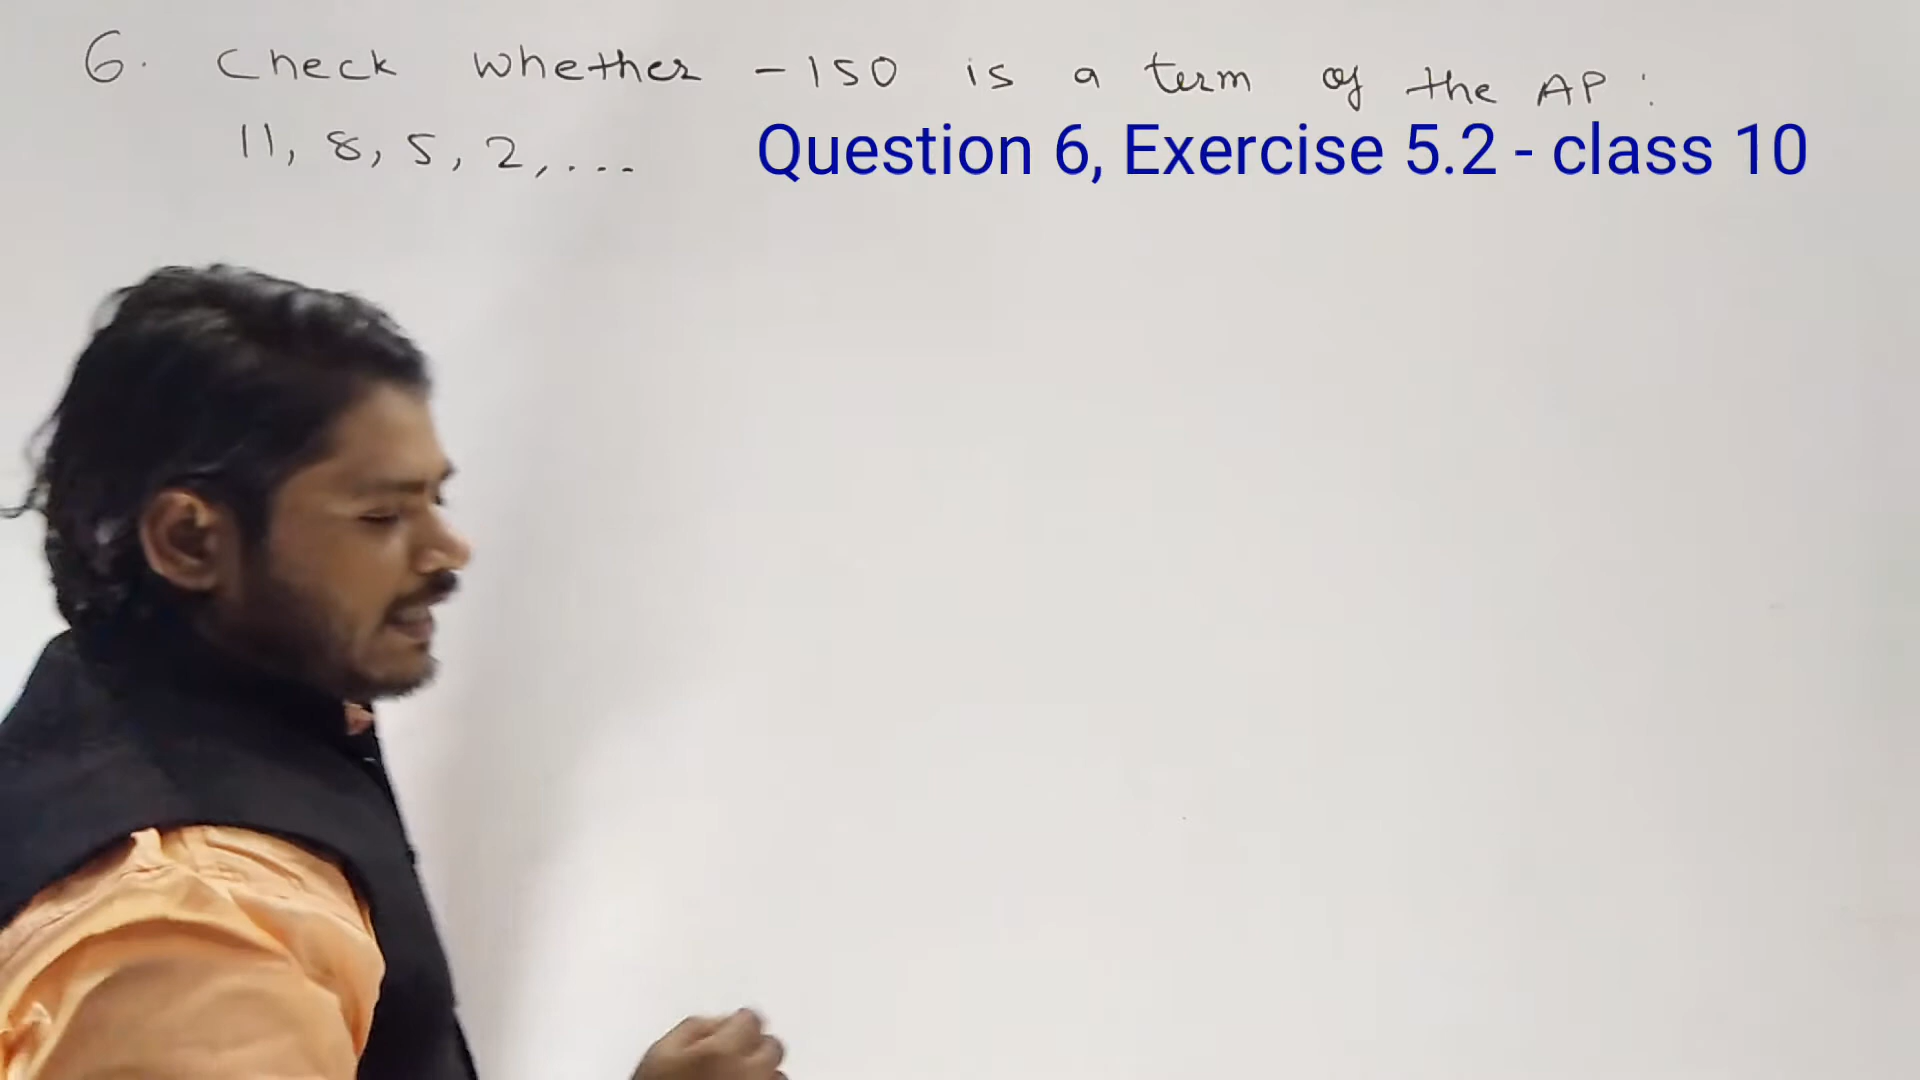 6. Check whether -150 is a term of the AP:
11, 8, 5, 2, ...
Question 6, Exercise 5.2 - class 10